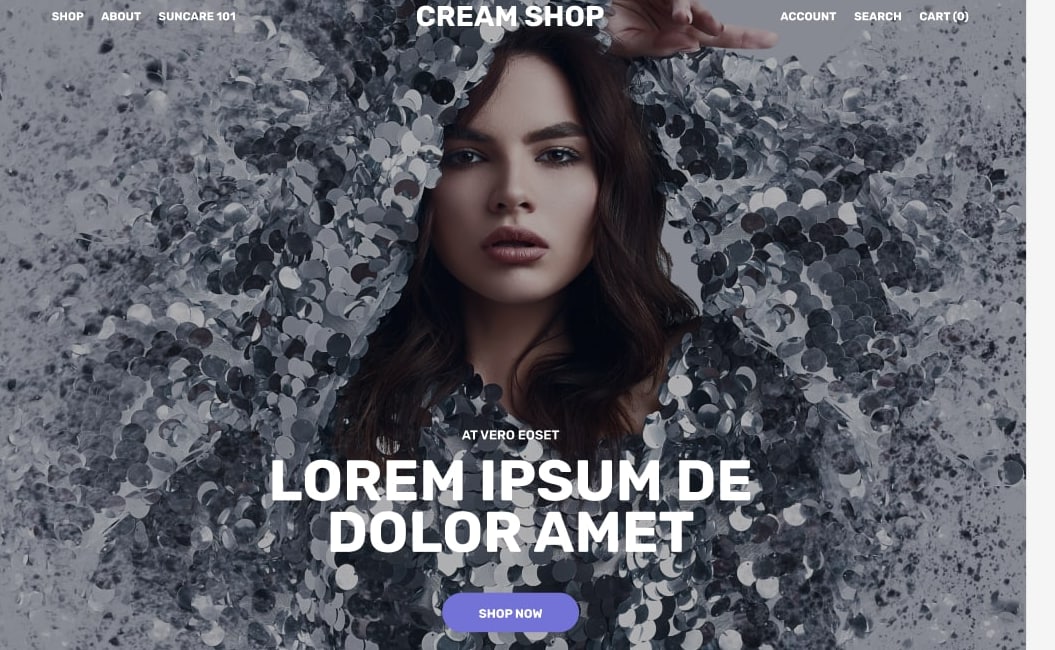 SHOP ABOUT SUNCARE 101 CREAM SHOP ACCOUNT SEARCH CART (0)
AT VERO EOSET
LOREM IPSUM DE
DOLOR AMET
SHOP NOW